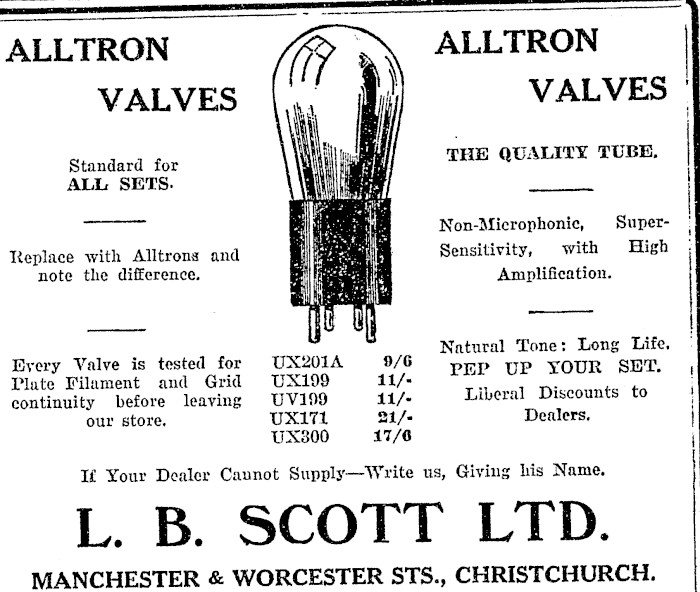 ALLTRON
VALVES
Standard for
ALL SETS.
Replace with Alltrons and
note the difference.
Every Valve is tested for
Plate Filament and Grid
continuity before leaving
our store.
UX201A 9/6
UX199 11/-
UV199 11/-
UX171 21/-
UX300 17/6
ALLTRON
VALVES
THE QUALITY TUBE.
Non-Microphonic, Super-
Sensitivity, with High
Amplification.
Natural Tone: Long Life.
PEP UP YOUR SET.
Liberal Discounts to
Dealers.
If Your Dealer Cannot Supply—Write us, Giving his Name.
L. B. SCOTT LTD.
MANCHESTER & WORCESTER STS., CHRISTCHURCH.